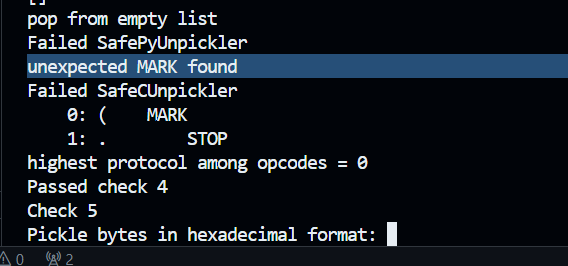 []
pop from empty list
Failed SafePyUnpickler
unexpected MARK found
Failed SafeCUnpickler
    0: (    MARK
    1: .        STOP
highest protocol among opcodes = 0
Passed check 4
Check 5
Pickle bytes in hexadecimal format:
0 2